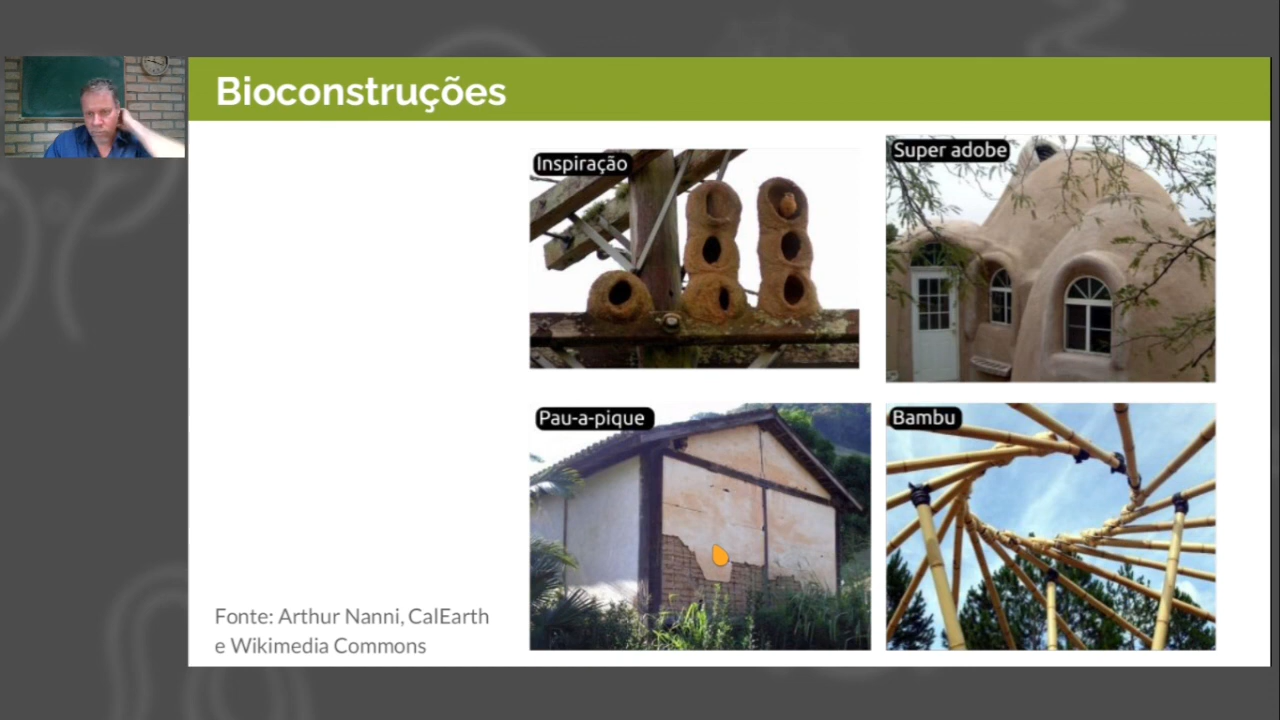 Bioconstruções
Inspiração
Super adobe
Pau-a-pique
Bambu
Fonte: Arthur Nanni, CalEarth
e Wikimedia Commons